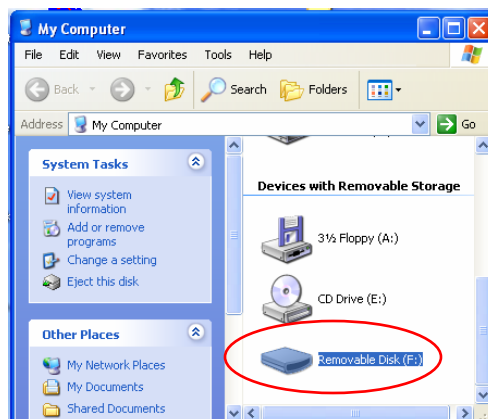 My Computer
File Edit View Favorites Tools Help
Back Search Folders
Address My Computer Go
System Tasks
View system
information
Add or remove
programs
Change a setting
Eject this disk
Other Places
My Network Places
My Documents
Shared Documents
Devices with Removable Storage
3½ Floppy (A:)
CD Drive (E:)
Removable Disk (F:)